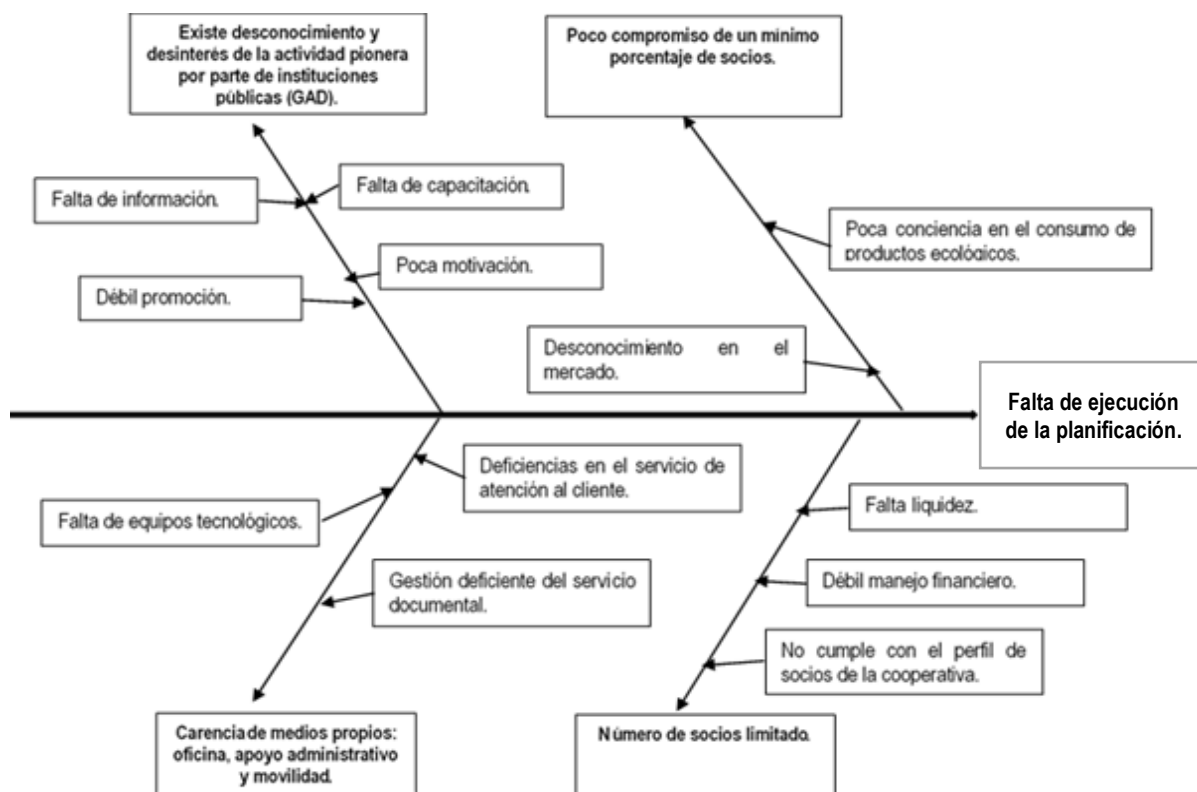 Existe desconocimiento y
desinterés de la actividad pionera
por parte de instituciones
públicas (GAD).
Poco compromiso de un mínimo
porcentaje de socios.
Falta de información.
Falta de capacitación.
Poca motivación.
Débil promoción.
Poca conciencia en el consumo de
productos ecológicos.
Desconocimiento en el
mercado.
Falta de ejecución
de la planificación.
Deficiencias en el servicio de
atención al cliente.
Falta de equipos tecnológicos.
Gestión deficiente del servicio
documental.
Falta liquidez.
Débil manejo financiero.
No cumple con el perfil de
socios de la cooperativa.
Carencia de medios propios:
oficina, apoyo administrativo
y movilidad.
Número de socios limitado.